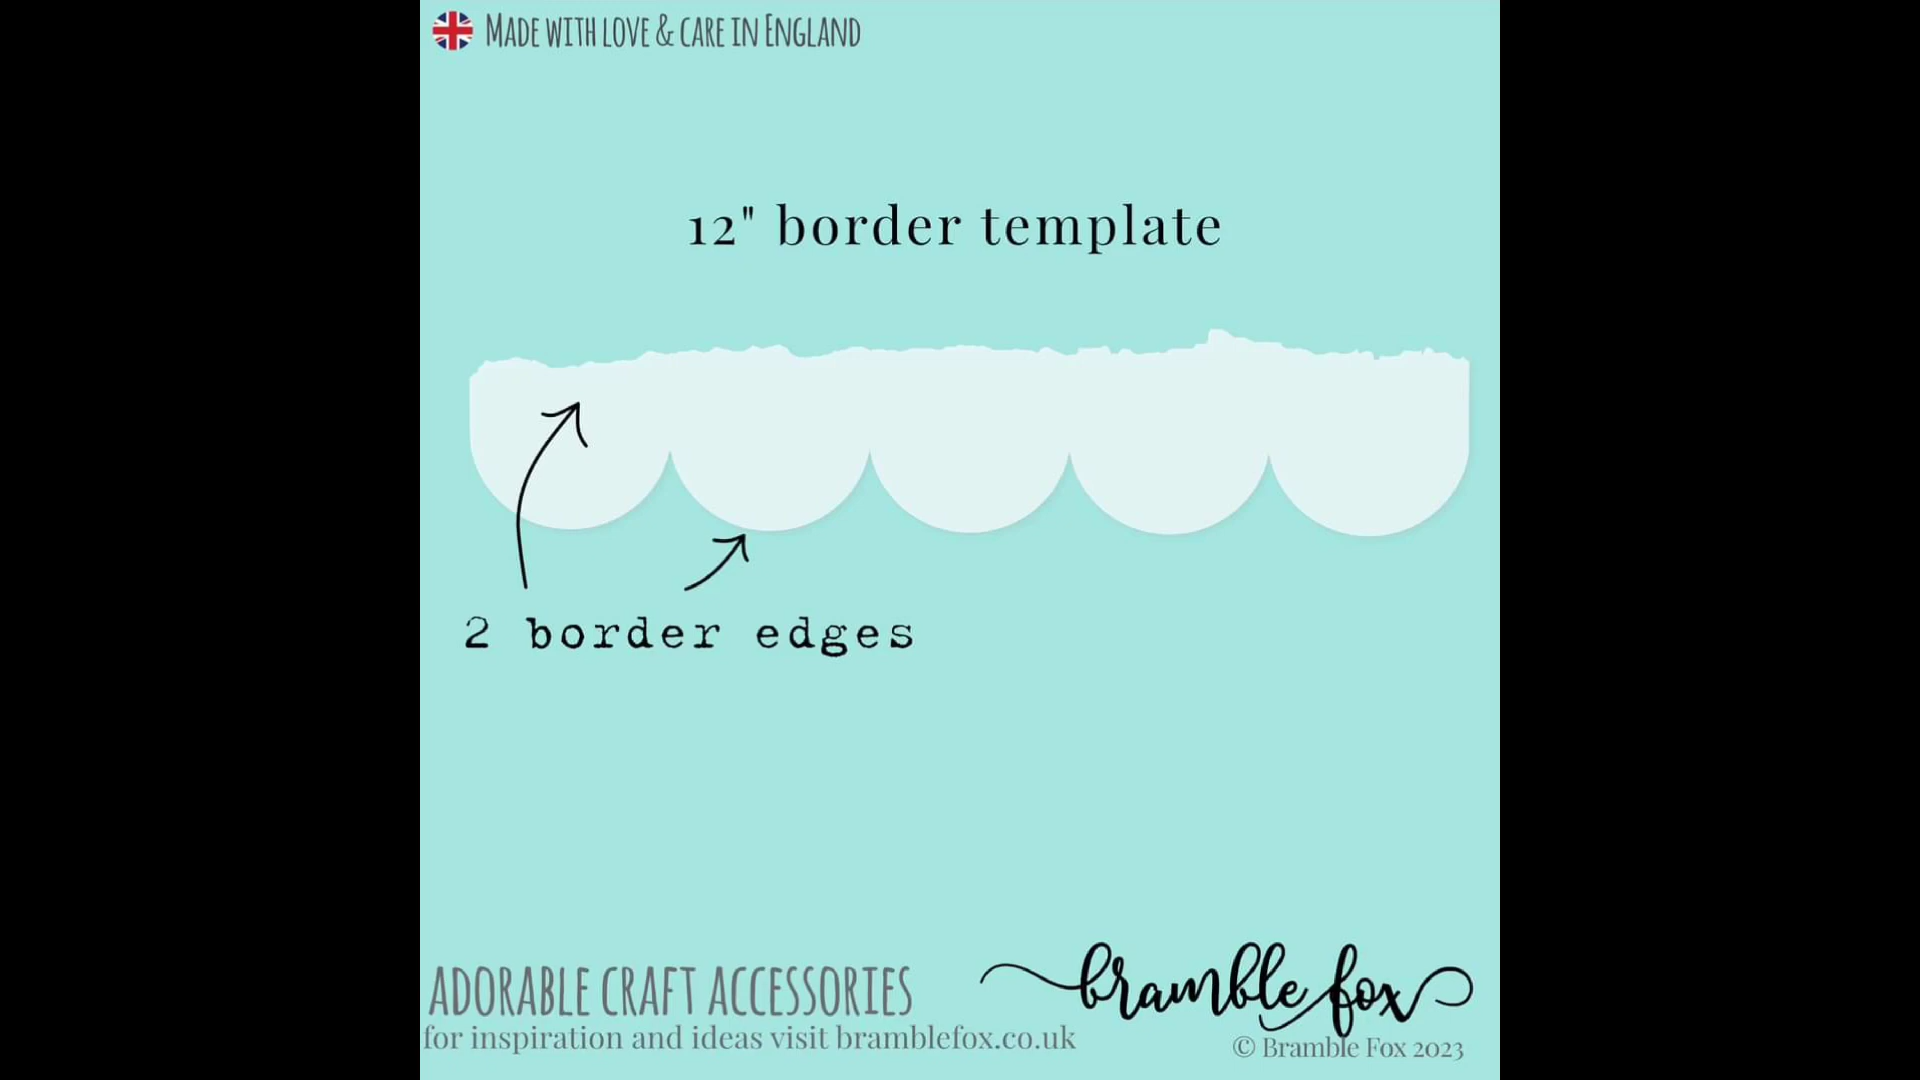 Made with love & care in England
12" border template
2 border edges
Adorable craft accessories
bramble fox
for inspiration and ideas visit bramblefox.co.uk
© Bramble Fox 2023